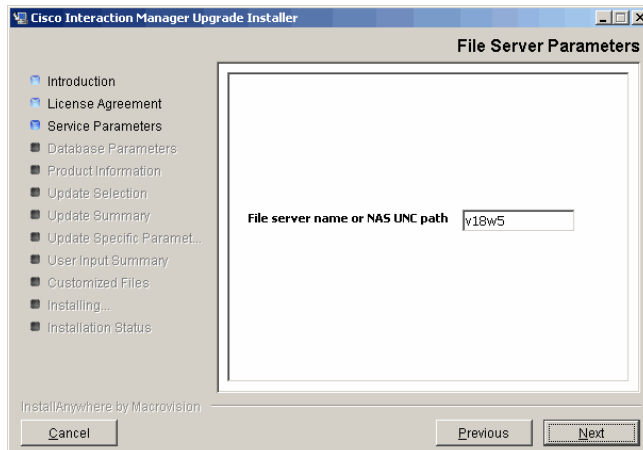 Cisco Interaction Manager Upgrade Installer
File Server Parameters
Introduction
License Agreement
Service Parameters
Database Parameters
Product Information
Update Selection
Update Summary
Update Specific Paramet...
User Input Summary
Customized Files
Installing...
Installation Status
File server name or NAS UNC path
v18w5
InstallAnywhere by Macrovision
Cancel
Previous
Next